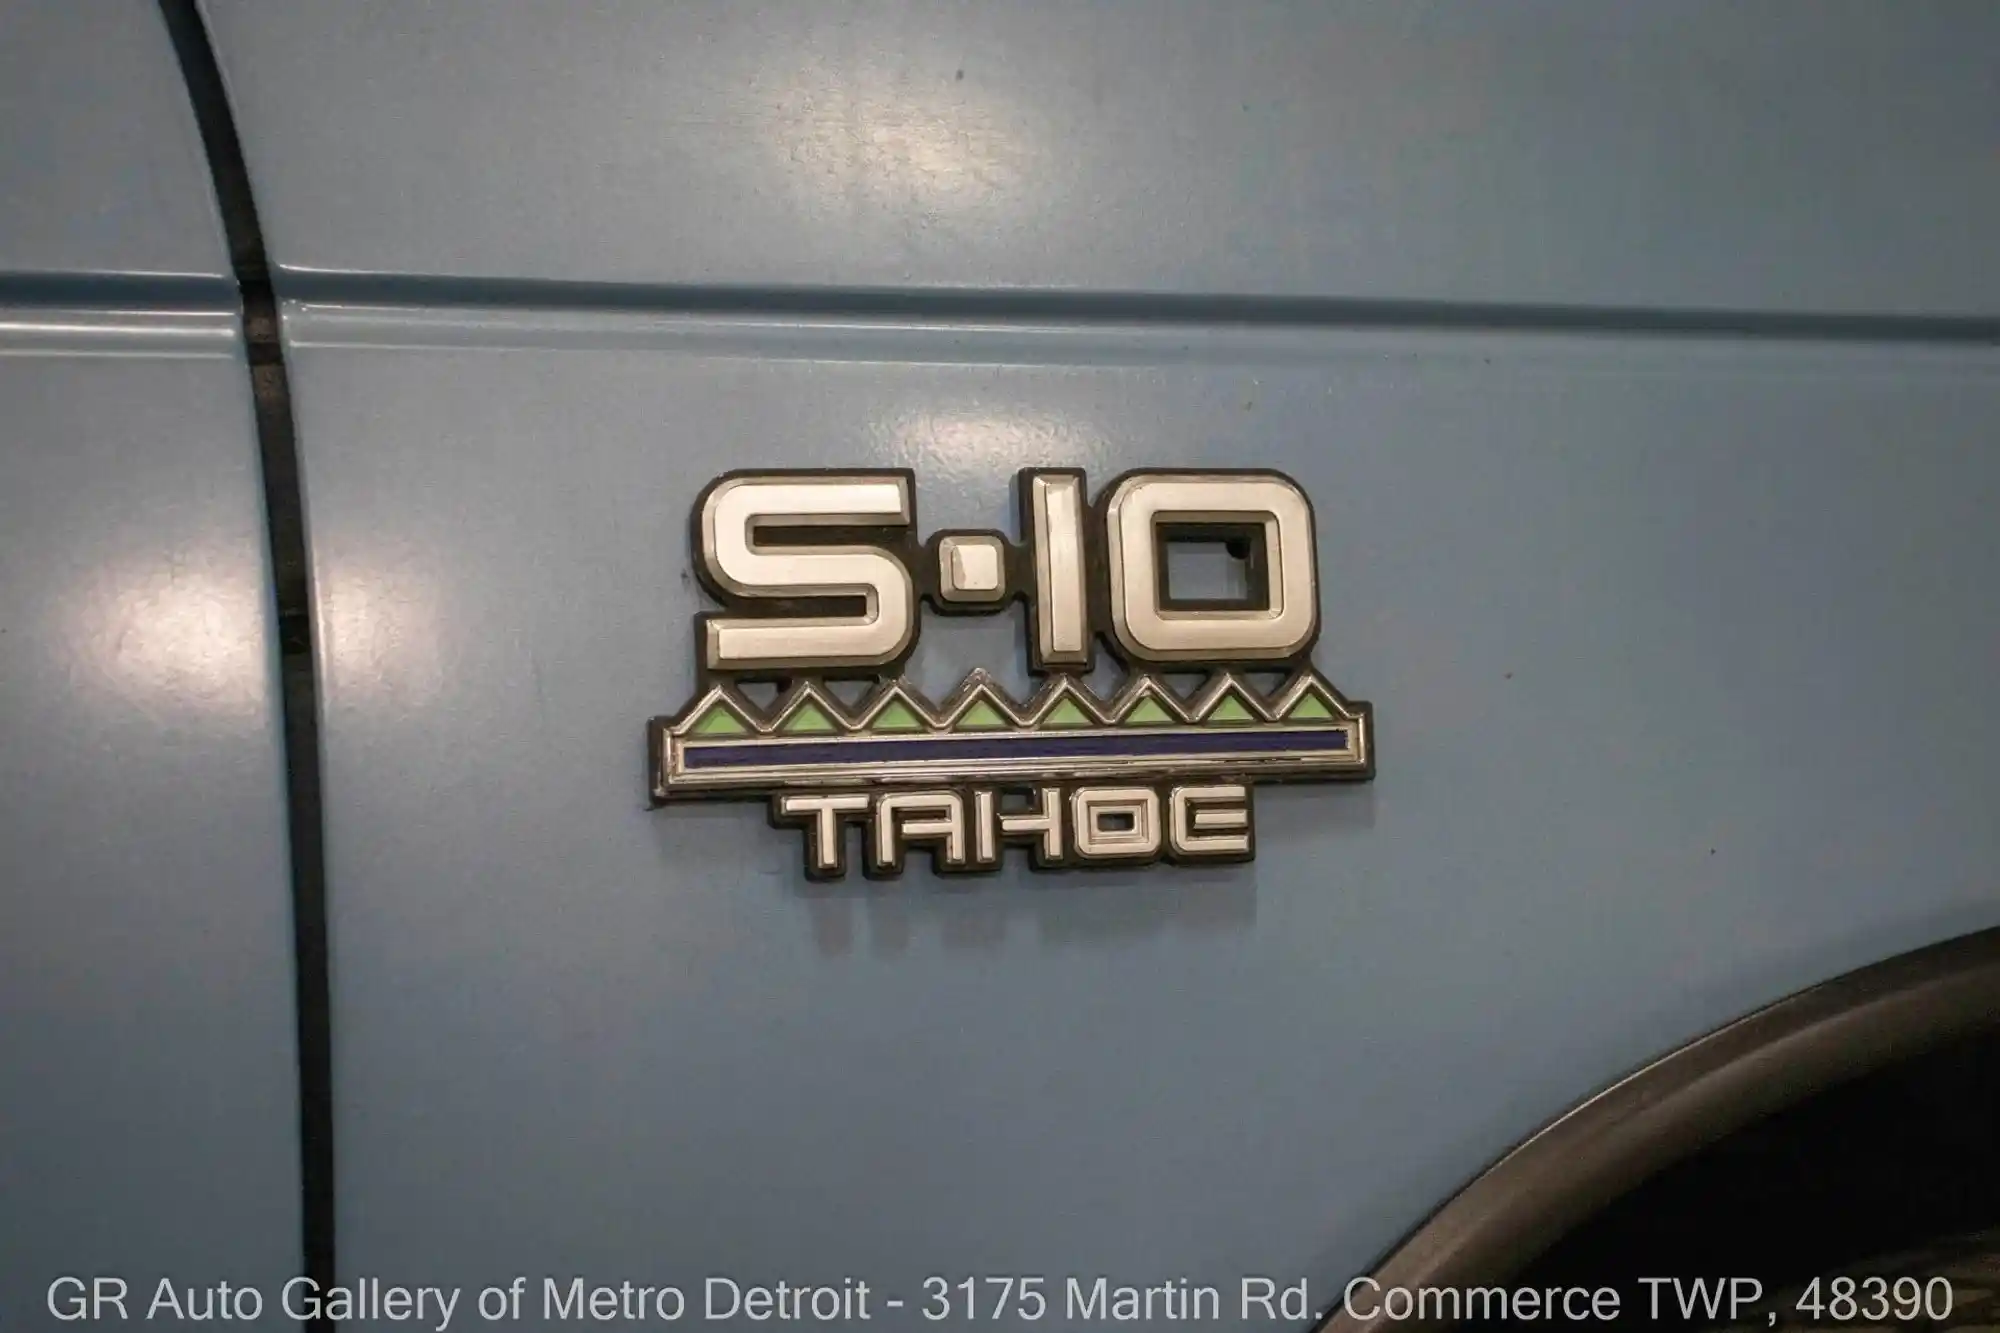 S·10
TAHOE
GR Auto Gallery of Metro Detroit - 3175 Martin Rd. Commerce TWP, 48390